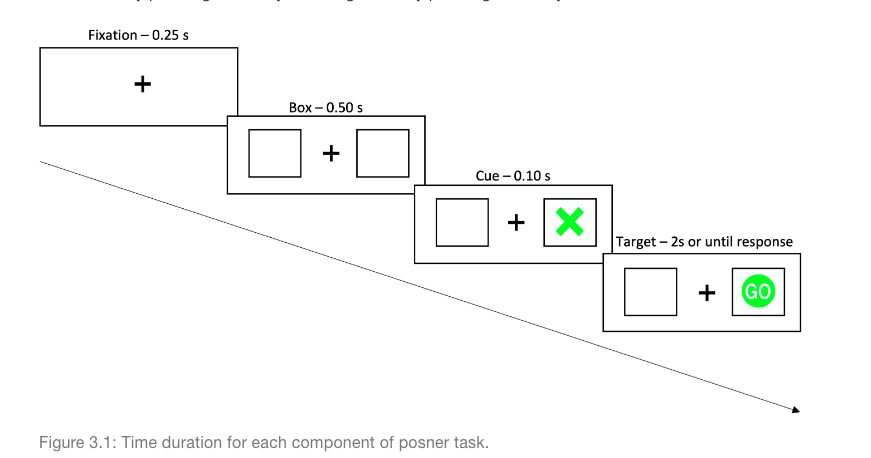 Fixation – 0.25 s
+
Box – 0.50 s
+
Cue – 0.10 s
+
Target – 2s or until response
+
GO
Figure 3.1: Time duration for each component of posner task.